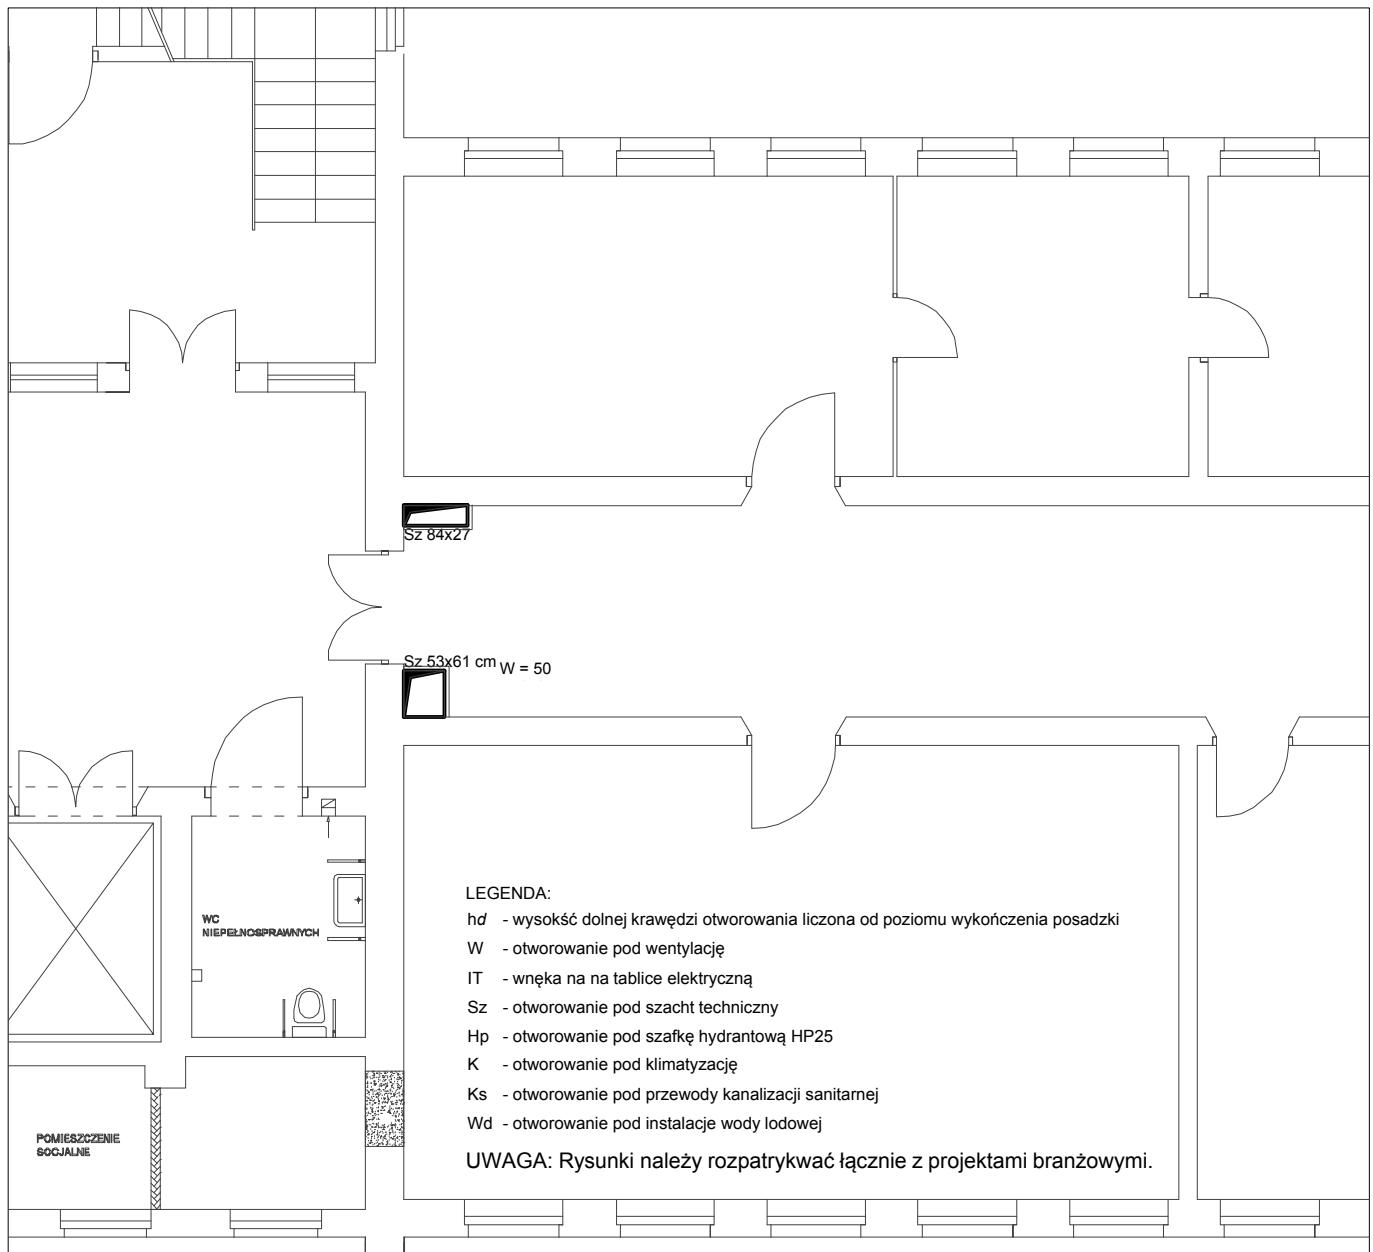 Sz 84x27
Sz 53x61 cm W = 50
WC
NIEPEŁNOSPRAWNYCH
LEGENDA:
hd - wysokść dolnej krawędzi otworowania liczona od poziomu wykończenia posadzki
W - otworowanie pod wentylację
IT - wnęka na na tablice elektryczną
Sz - otworowanie pod szacht techniczny
Hp - otworowanie pod szafkę hydrantową HP25
K - otworowanie pod klimatyzację
Ks - otworowanie pod przewody kanalizacji sanitarnej
Wd - otworowanie pod instalacje wody lodowej
UWAGA: Rysunki należy rozpatrykwać łącznie z projektami branżowymi.
POMIESZCZENIE
SOCJALNE